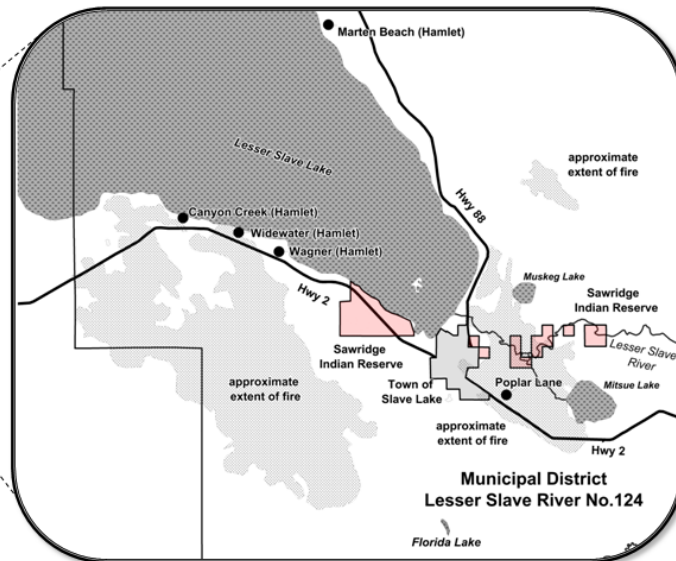 Marten Beach (Hamlet)
Lesser Slave Lake
approximate
extent of fire
Hwy 88
Canyon Creek (Hamlet)
Widewater (Hamlet)
Wagner (Hamlet)
Muskeg Lake
Hwy 2
Sawridge
Indian Reserve
Sawridge
Indian Reserve
Lesser Slave
River
Town of
Slave Lake
Poplar Lane
Mitsue Lake
approximate
extent of fire
approximate
extent of fire
Hwy 2
Municipal District
Lesser Slave River No.124
Florida Lake